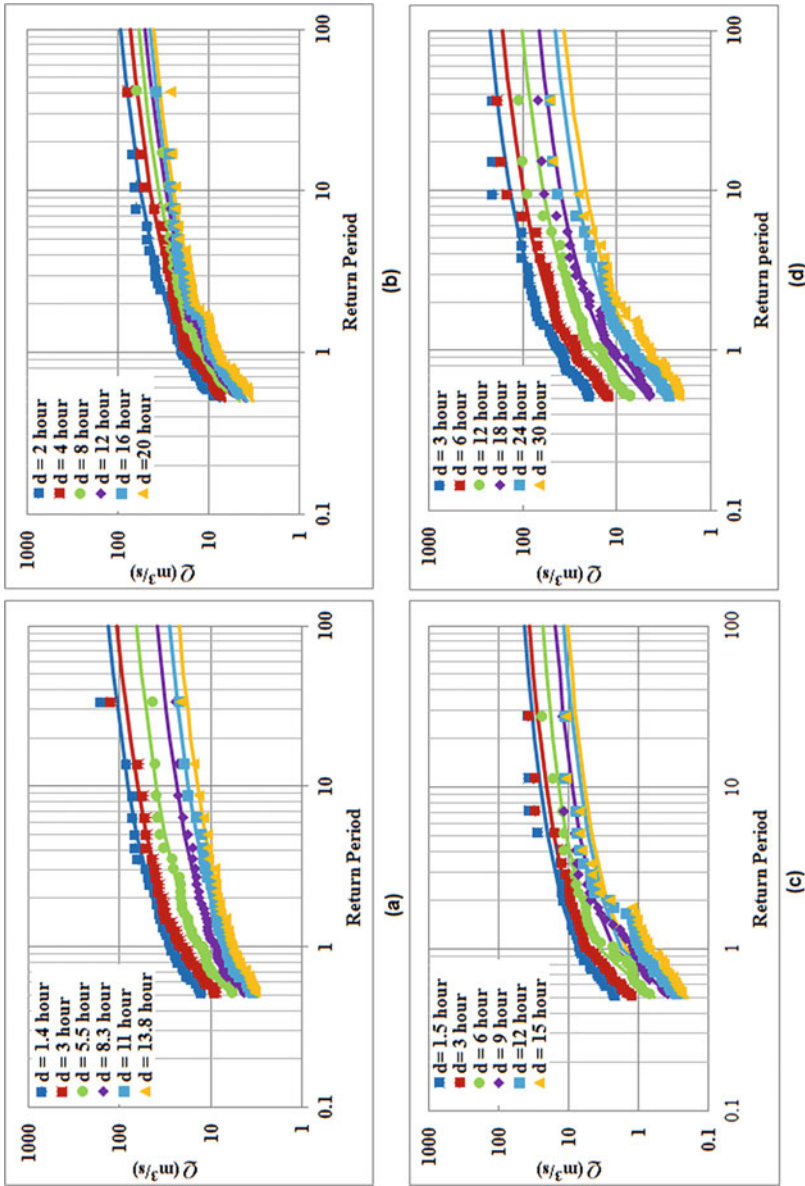 1000
100
10
1
Q (m³/s)
d = 1.4 hour
d = 3 hour
d = 5.5 hour
d = 8.3 hour
d = 11 hour
d = 13.8 hour
0.1
1
10
100
Return Period
(a)
1000
100
10
1
Q (m³/s)
d = 2 hour
d = 4 hour
d = 8 hour
d = 12 hour
d = 16 hour
d =20 hour
0.1
1
10
100
Return Period
(b)
100
10
1
0.1
Q (m³/s)
d = 1.5 hour
d = 3 hour
d = 6 hour
d = 9 hour
d =12 hour
d = 15 hour
0.1
1
10
100
Return Period
(c)
1000
100
10
1
Q (m³/s)
d = 3 hour
d = 6 hour
d = 12 hour
d = 18 hour
d = 24 hour
d = 30 hour
0.1
1
10
100
Return period
(d)